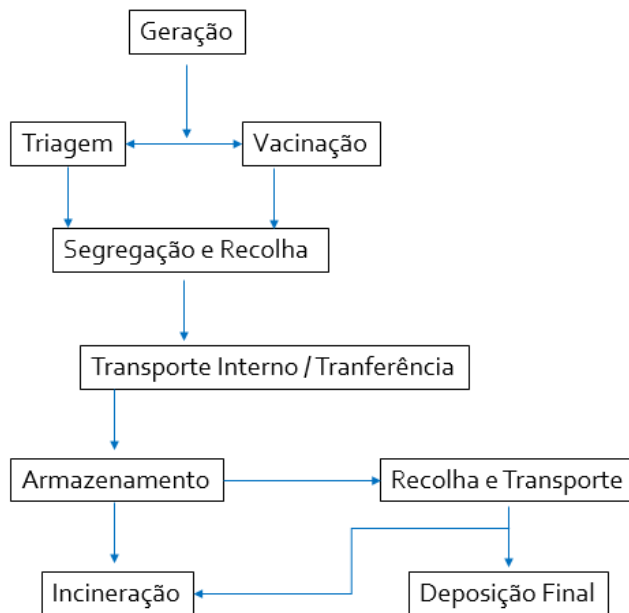 Geração
Triagem
Vacinação
Segregação e Recolha
Transporte Interno / Tranferência
Armazenamento
Recolha e Transporte
Incineração
Deposição Final